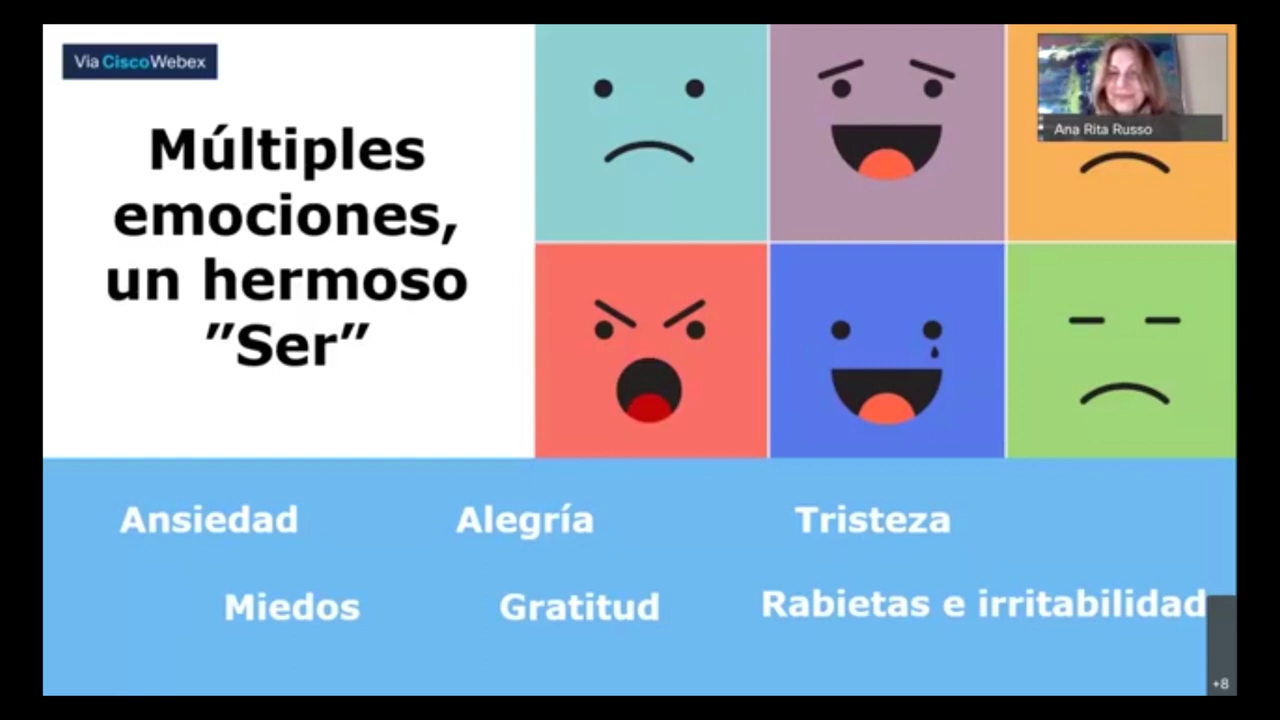 Via CiscoWebex
Múltiples
emociones,
un hermoso
”Ser”
Ana Rita Russo
Ansiedad Alegría Tristeza
Miedos Gratitud Rabietas e irritabilidad
+8